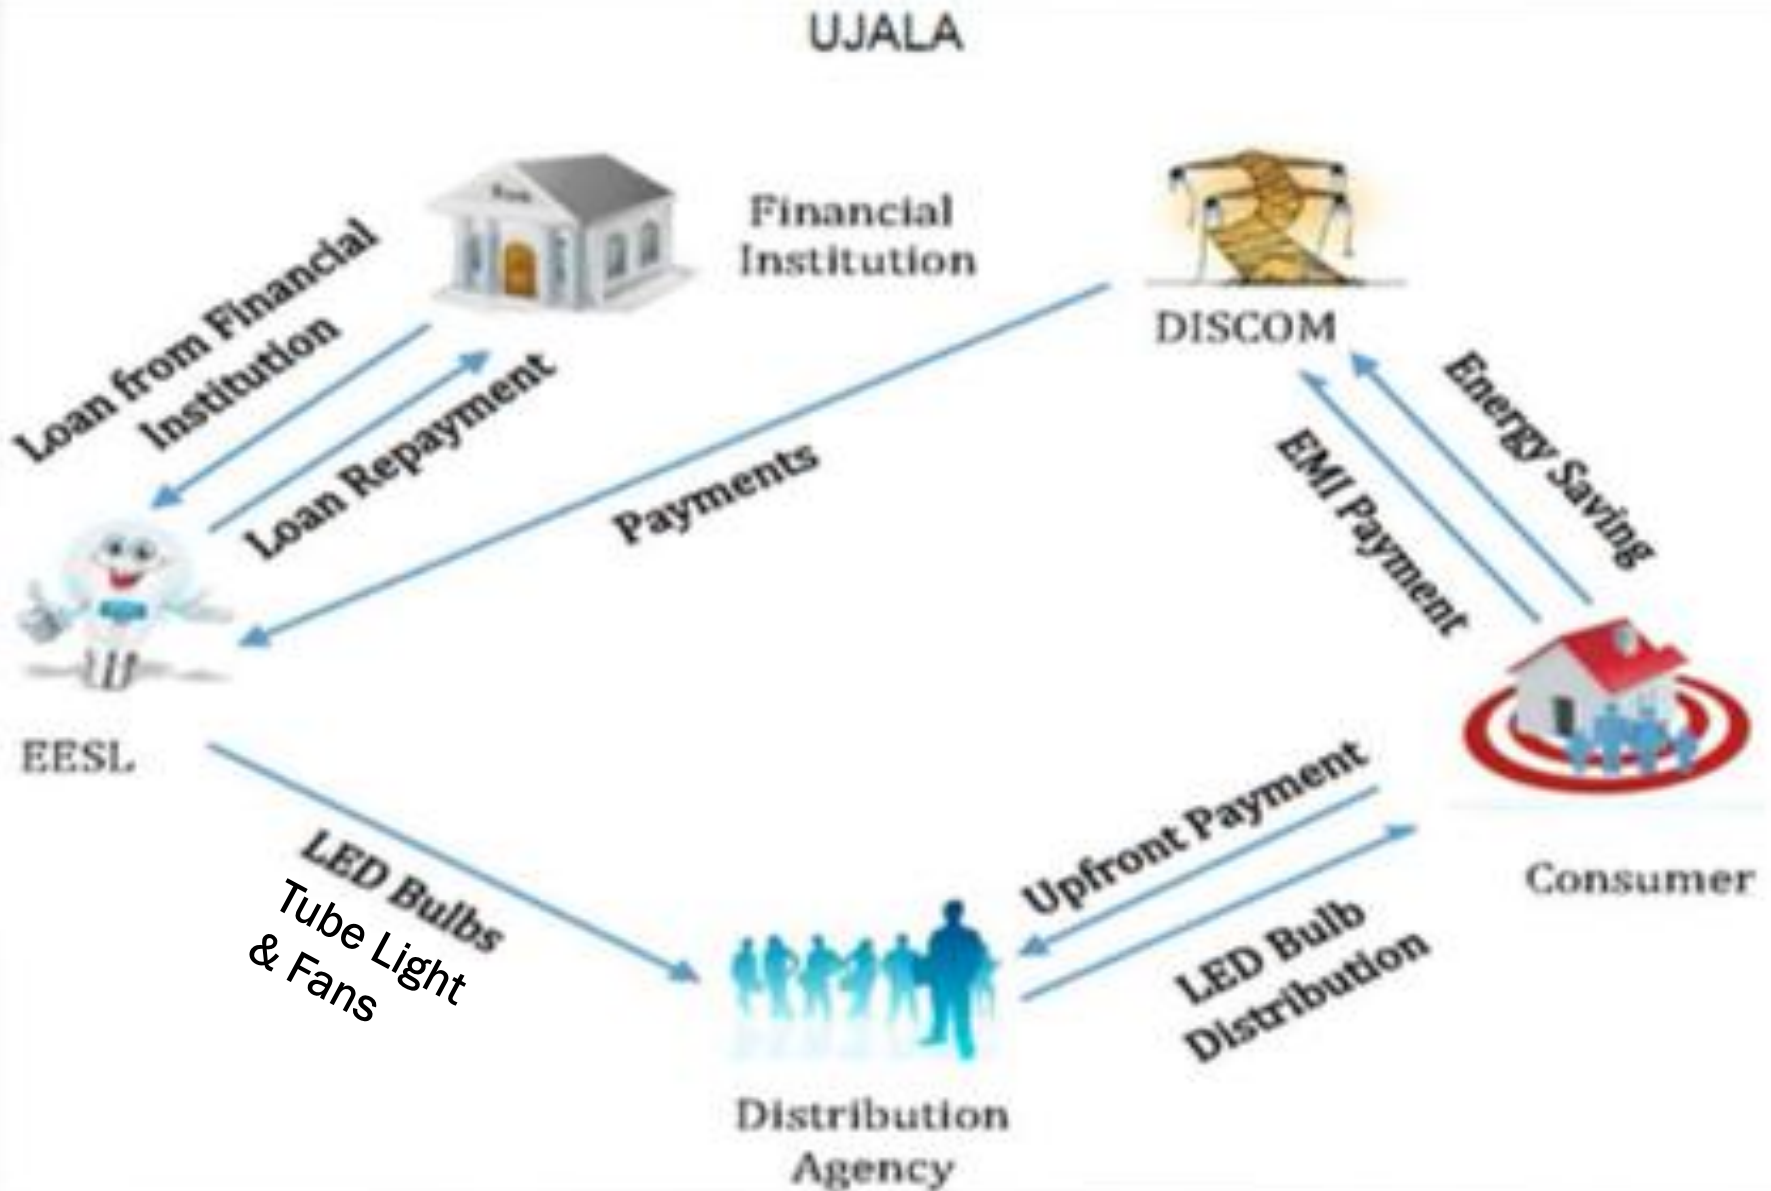 UJALA
Financial
Institution
DISCOM
Loan from Financial
Institution
Loan Repayment
Payments
Energy Saving
EMI Payment
EESL
LED Bulbs
Tube Light
& Fans
Upfront Payment
LED Bulb
Distribution
Consumer
Distribution
Agency